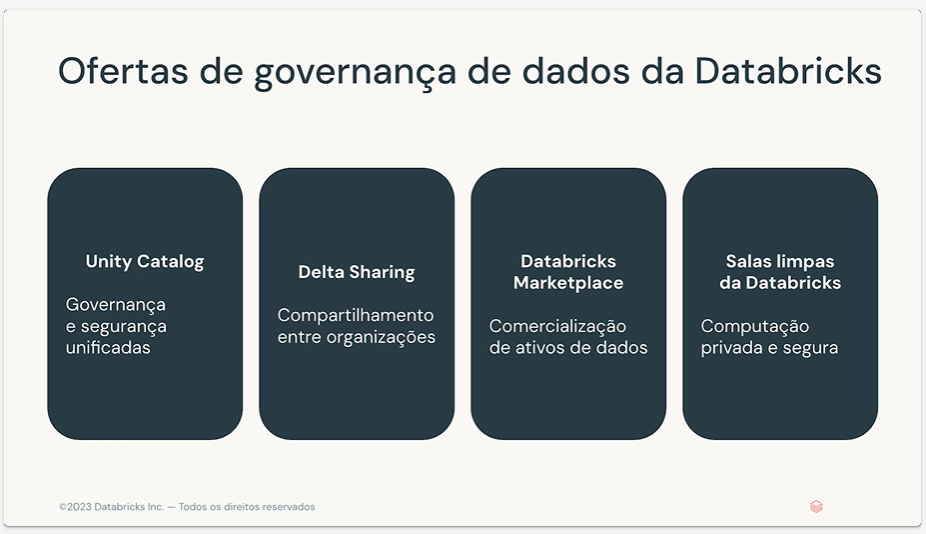 Ofertas de governança de dados da Databricks
Unity Catalog
Governança
e segurança
unificadas
Delta Sharing
Compartilhamento
entre organizações
Databricks
Marketplace
Comercialização
de ativos de dados
Salas limpas
da Databricks
Computação
privada e segura
©2023 Databricks Inc. — Todos os direitos reservados